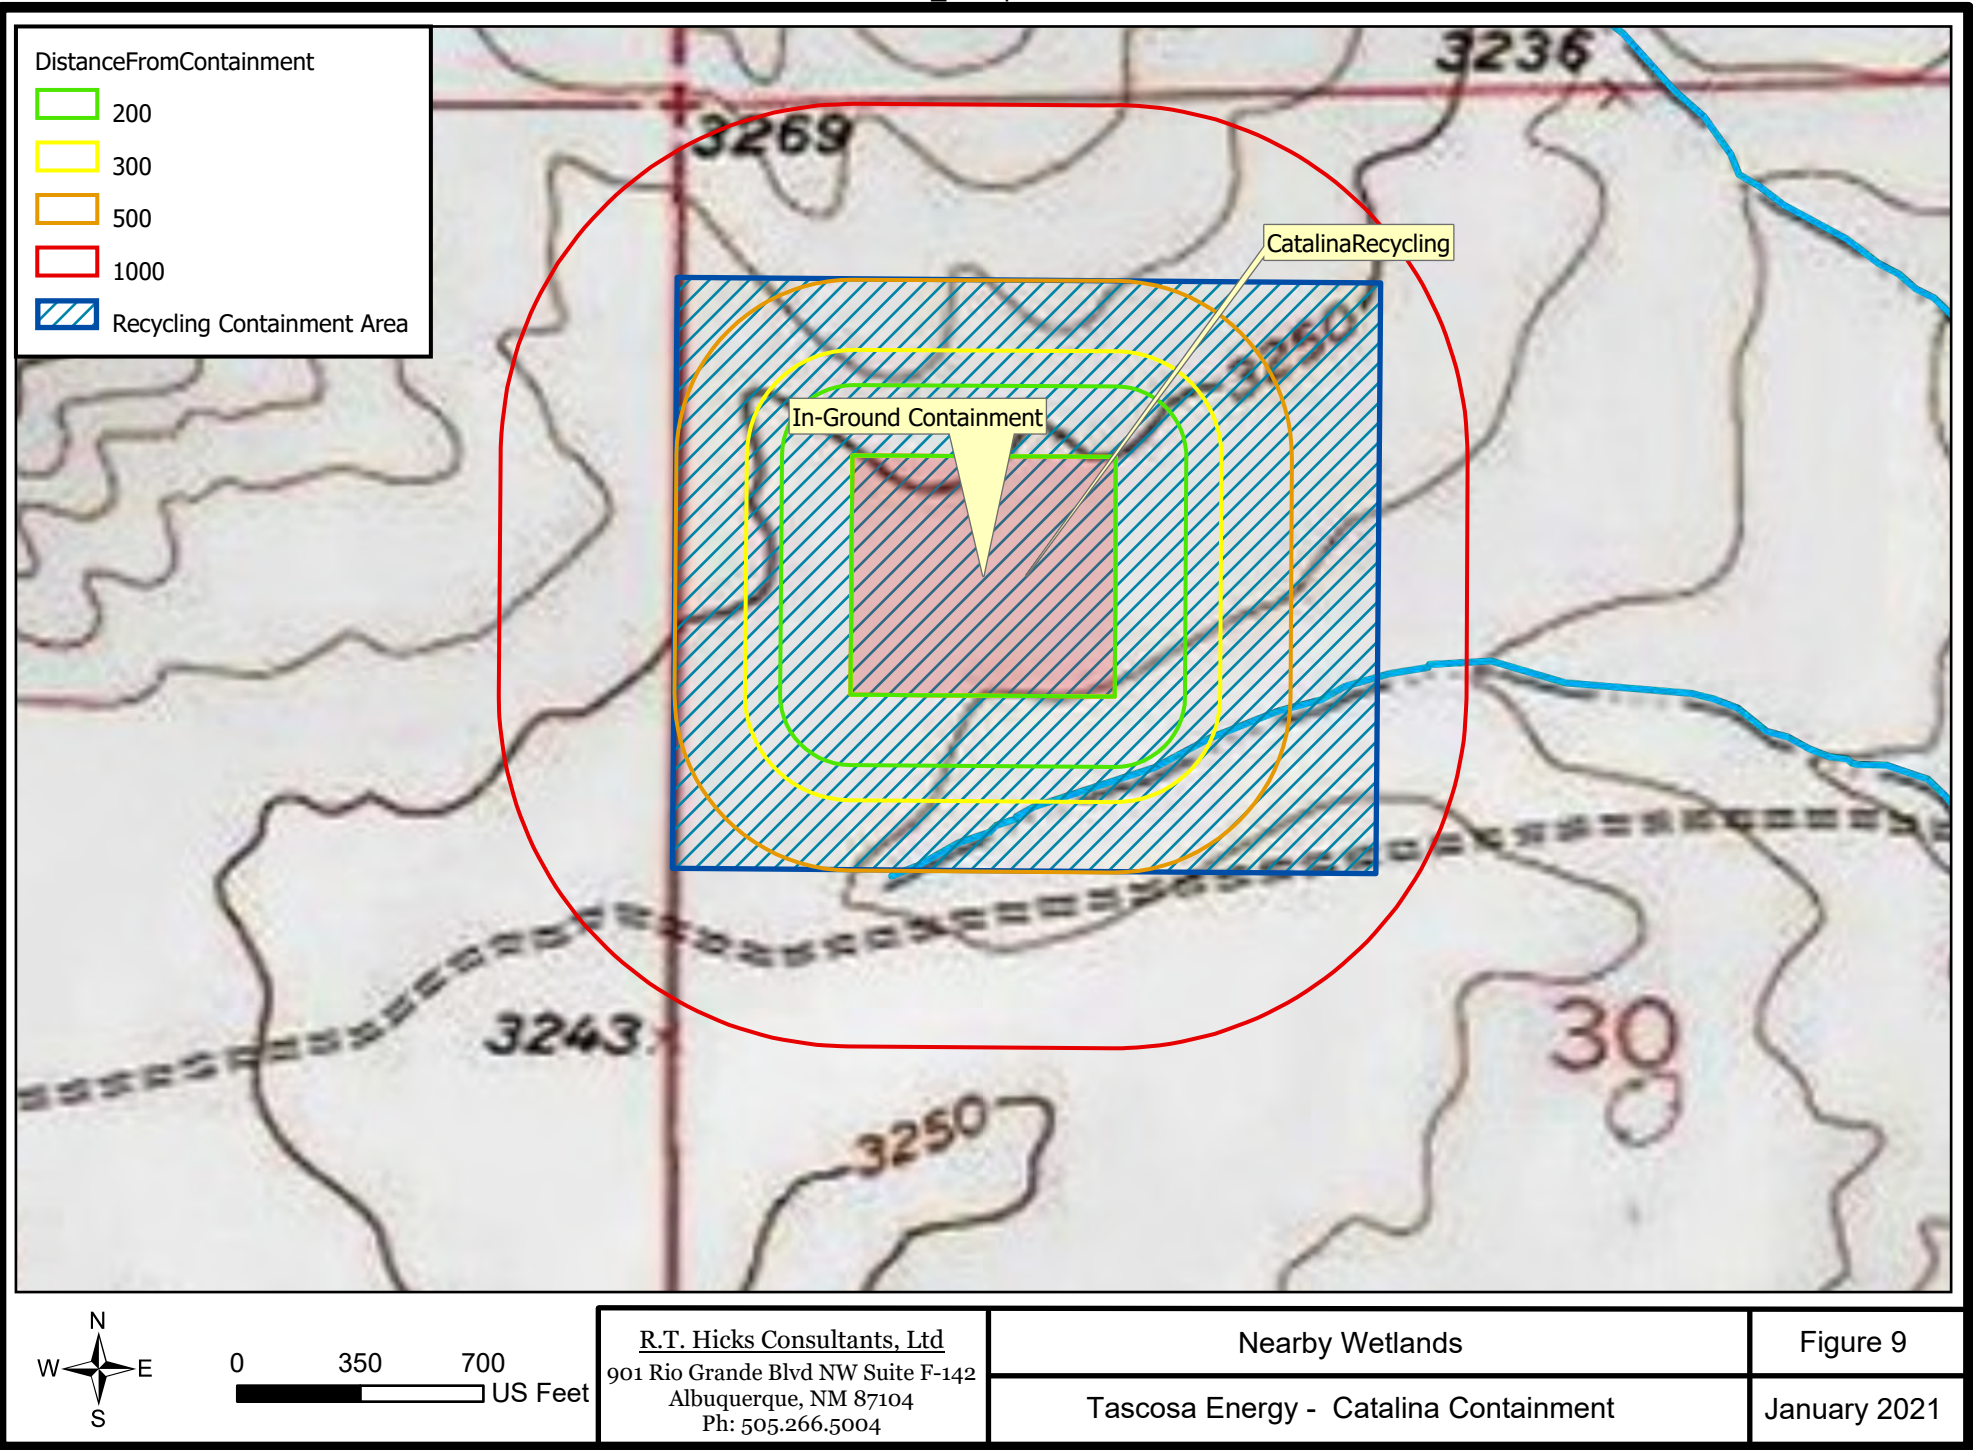 DistanceFromContainment
200
300
500
1000
Recycling Containment Area
3236
3269
CatalinaRecycling
3250
In-Ground Containment
3243
30
3250
N
W E
S
0 350 700
US Feet
R.T. Hicks Consultants, Ltd
901 Rio Grande Blvd NW Suite F-142
Albuquerque, NM 87104
Ph: 505.266.5004
Nearby Wetlands
Tascosa Energy - Catalina Containment
Figure 9
January 2021